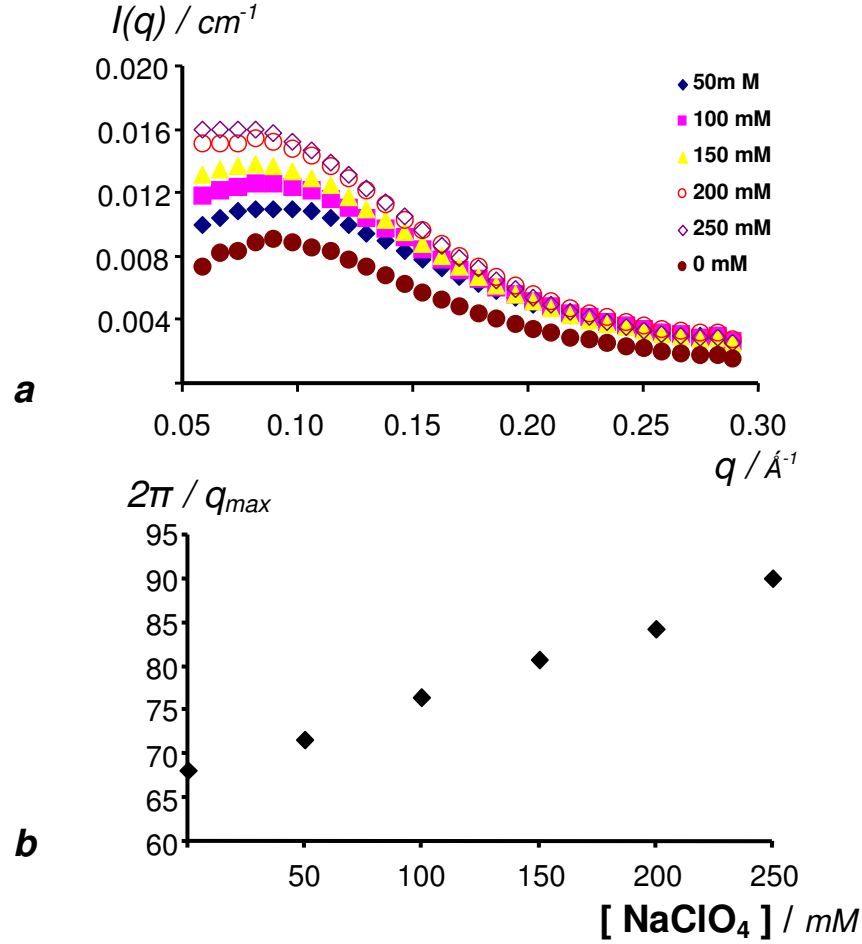 I(q) / cm-1
0.020
0.016
0.012
0.008
0.004
50m M
100 mM
150 mM
200 mM
250 mM
0 mM
a
0.05 0.10 0.15 0.20 0.25 0.30
q / Ǻ-1
2π / qmax
95
90
85
80
75
70
65
60
b
50 100 150 200 250
[ NaClO4 ] / mM